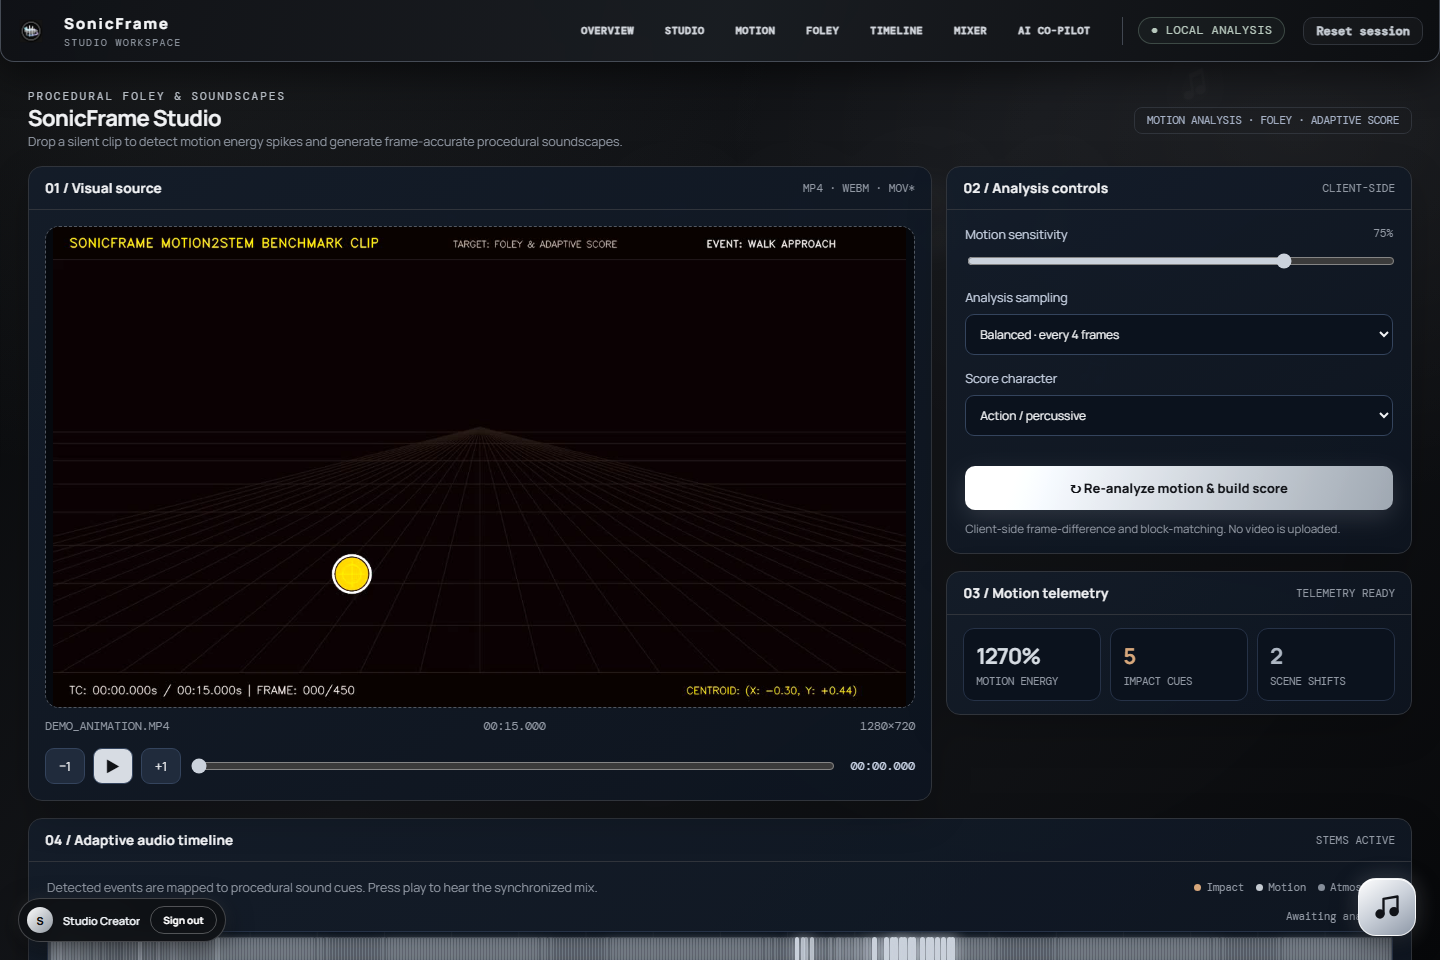 SonicFrame
STUDIO WORKSPACE
OVERVIEW STUDIO MOTION FOLEY TIMELINE MIXER AI CO-PILOT
● LOCAL ANALYSIS
Reset session
PROCEDURAL FOLEY & SOUNDSCAPES
SonicFrame Studio
Drop a silent clip to detect motion energy spikes and generate frame-accurate procedural soundscapes.
MOTION ANALYSIS · FOLEY · ADAPTIVE SCORE
01 / Visual source
MP4 · WEBM · MOV*
SONICFRAME MOTION2STEM BENCHMARK CLIP
TARGET: FOLEY & ADAPTIVE SCORE
EVENT: WALK APPROACH
TC: 00:00.000s / 00:15.000s | FRAME: 000/450
CENTROID: (X: −0.30, Y: +0.44)
DEMO_ANIMATION.MP4
00:15.000
1280×720
−1
+1
00:00.000
02 / Analysis controls
CLIENT-SIDE
Motion sensitivity
75%
Analysis sampling
Balanced · every 4 frames
Score character
Action / percussive
↻ Re-analyze motion & build score
Client-side frame-difference and block-matching. No video is uploaded.
03 / Motion telemetry
TELEMETRY READY
1270%
MOTION ENERGY
5
IMPACT CUES
2
SCENE SHIFTS
04 / Adaptive audio timeline
STEMS ACTIVE
Detected events are mapped to procedural sound cues. Press play to hear the synchronized mix.
Impact Motion
Awaiting
S Studio Creator Sign out